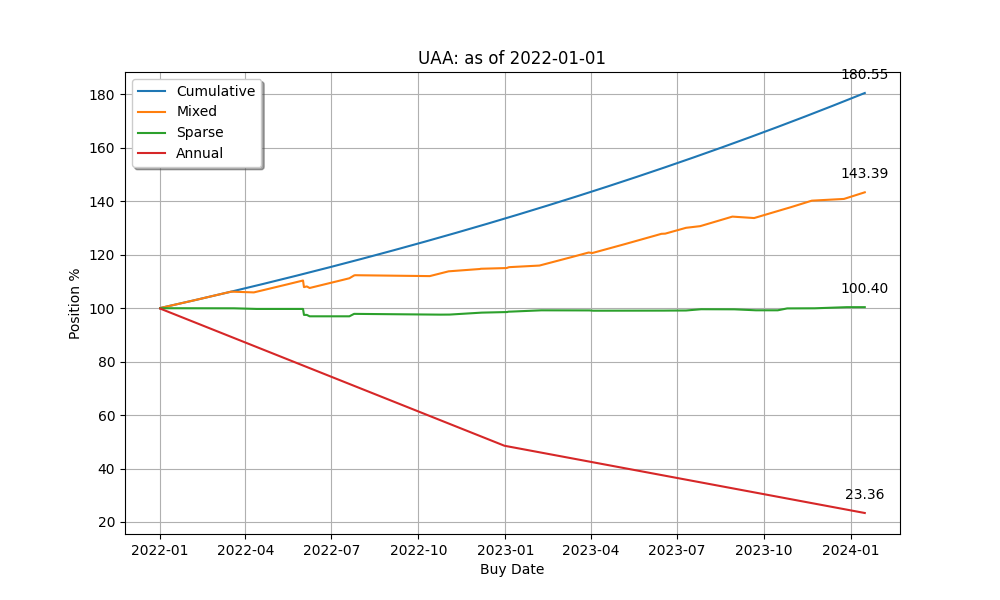 UAA: as of 2022-01-01
180.55
Cumulative
Mixed
Sparse
Annual
143.39
100.40
23.36
180
160
140
120
100
80
60
40
20
Position %
2022-01 2022-04 2022-07 2022-10 2023-01 2023-04 2023-07 2023-10 2024-01
Buy Date